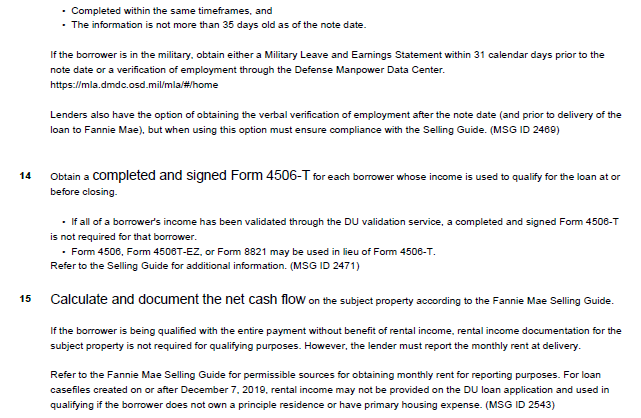 • Completed within the same timeframes, and
• The information is not more than 35 days old as of the note date.
If the borrower is in the military, obtain either a Military Leave and Earnings Statement within 31 calendar days prior to the
note date or a verification of employment through the Defense Manpower Data Center.
https://mla.dmdc.osd.mil/mla/#/home
Lenders also have the option of obtaining the verbal verification of employment after the note date (and prior to delivery of the
loan to Fannie Mae), but when using this option must ensure compliance with the Selling Guide. (MSG ID 2469)
14 Obtain a completed and signed Form 4506-T for each borrower whose income is used to qualify for the loan at or
before closing.
• If all of a borrower's income has been validated through the DU validation service, a completed and signed Form 4506-T
is not required for that borrower.
• Form 4506, Form 4506T-EZ, or Form 8821 may be used in lieu of Form 4506-T.
Refer to the Selling Guide for additional information. (MSG ID 2471)
15 Calculate and document the net cash flow on the subject property according to the Fannie Mae Selling Guide.
If the borrower is being qualified with the entire payment without benefit of rental income, rental income documentation for the
subject property is not required for qualifying purposes. However, the lender must report the monthly rent at delivery.
Refer to the Fannie Mae Selling Guide for permissible sources for obtaining monthly rent for reporting purposes. For loan
casefiles created on or after December 7, 2019, rental income may not be provided on the DU loan application and used in
qualifying if the borrower does not own a principle residence or have primary housing expense. (MSG ID 2543)